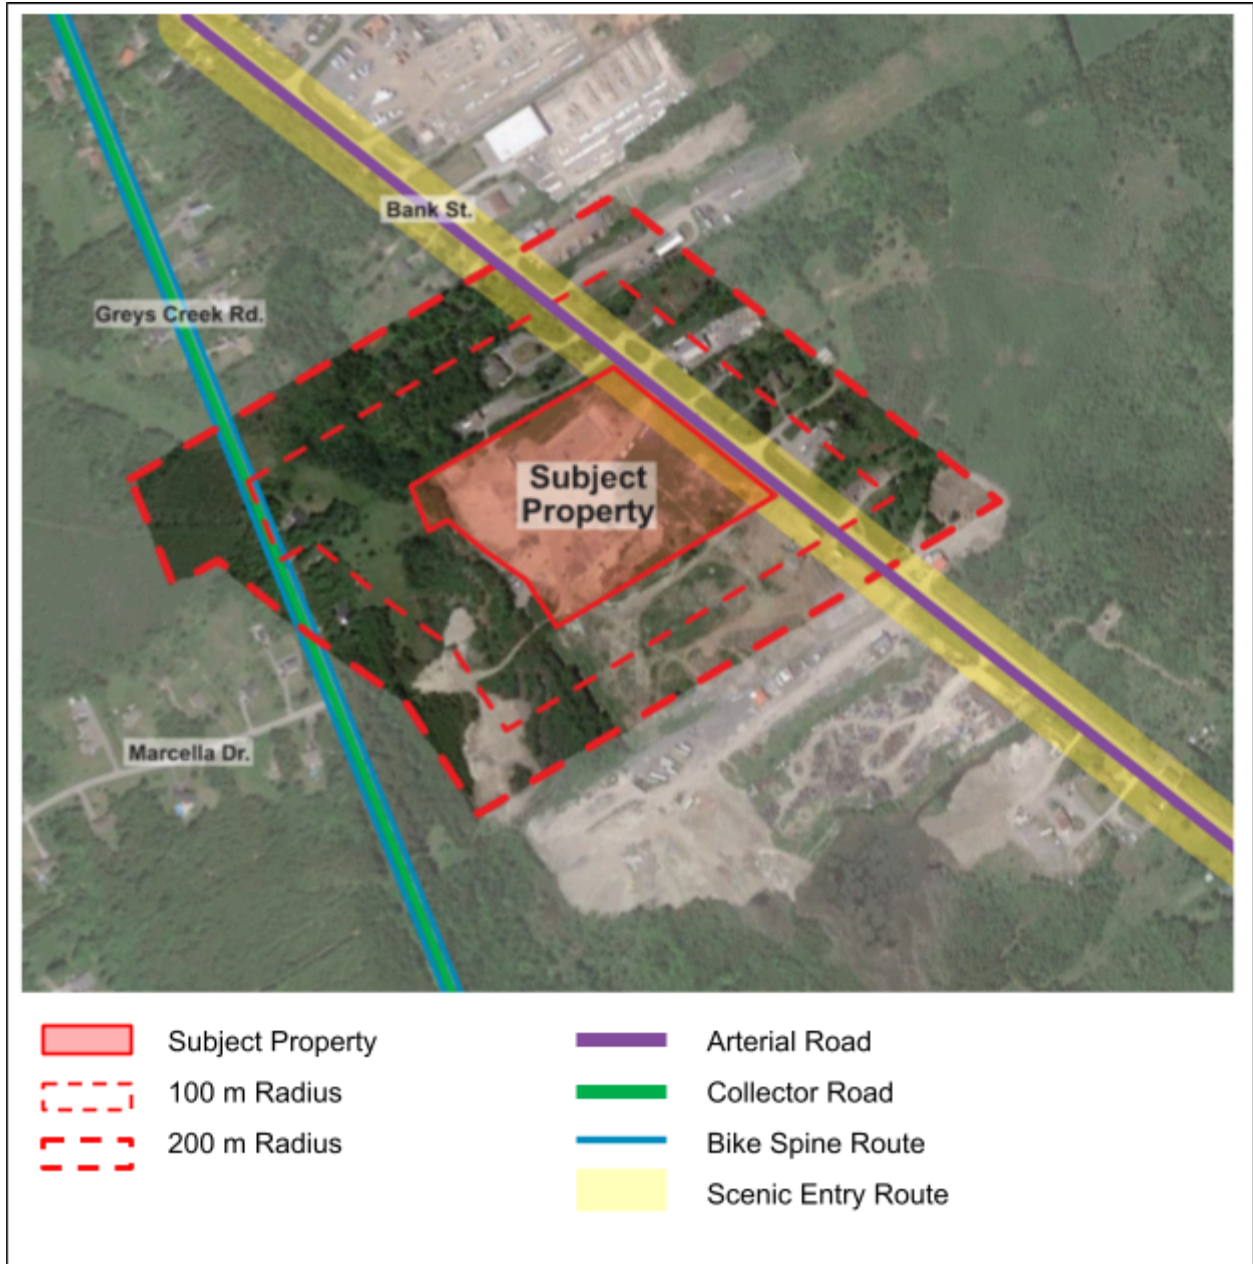 Bank St.
Greys Creek Rd.
Subject
Property
Marcella Dr.
Subject Property
100 m Radius
200 m Radius
Arterial Road
Collector Road
Bike Spine Route
Scenic Entry Route